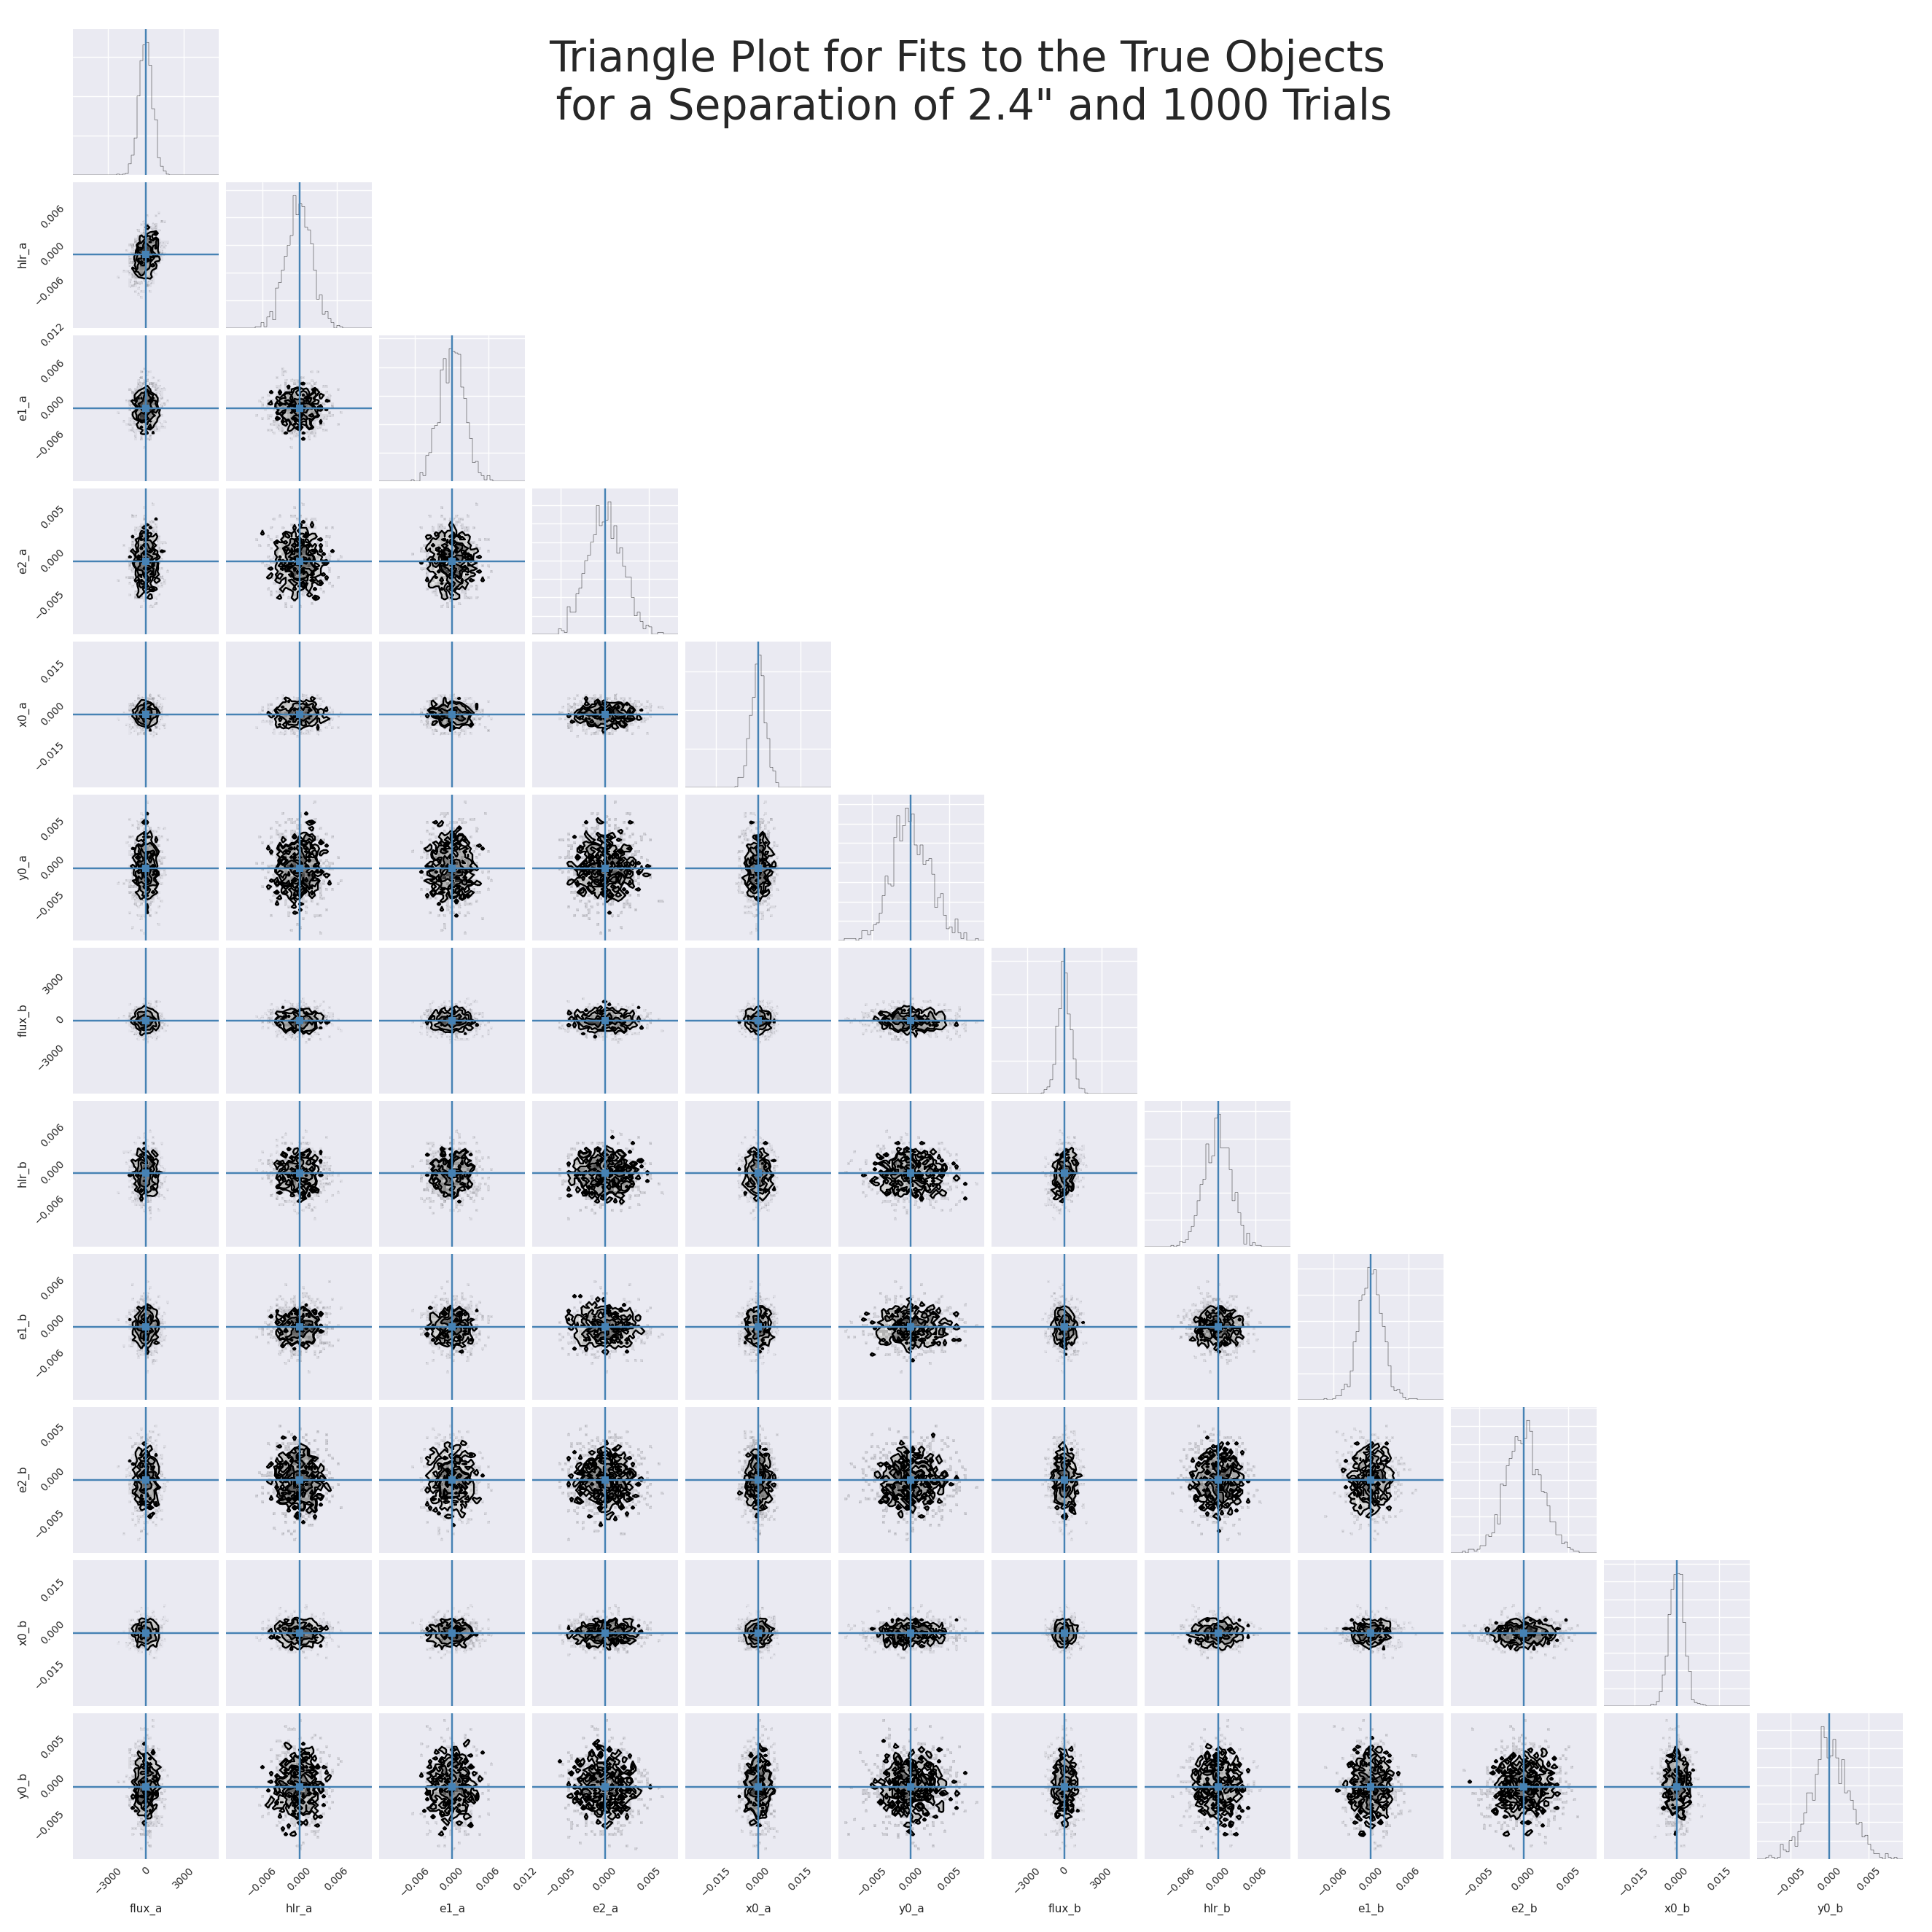 Triangle Plot for Fits to the True Objects
for a Separation of 2.4" and 1000 Trials
hlr_a
0.006
0.000
−0.006
e1_a
0.012
0.006
0.000
−0.006
e2_a
0.005
0.000
−0.005
x0_a
0.015
0.000
−0.015
y0_a
0.005
0.000
−0.005
flux_b
3000
0
−3000
hlr_b
0.006
0.000
−0.006
e1_b
0.006
0.000
−0.006
e2_b
0.005
0.000
−0.005
x0_b
0.015
0.000
−0.015
y0_b
0.005
0.000
−0.005
−3000 0 3000 −0.006 0.000 0.006 −0.006 0.000 0.006 0.012 −0.005 0.000 0.005 −0.015 0.000 0.015 −0.005 0.000 0.005 −3000 0 3000 −0.006 0.000 0.006 −0.006 0.000 0.006 −0.005 0.000 0.005 −0.015 0.000 0.015 −0.005 0.000 0.005
flux_a hlr_a e1_a e2_a x0_a y0_a flux_b hlr_b e1_b e2_b x0_b y0_b